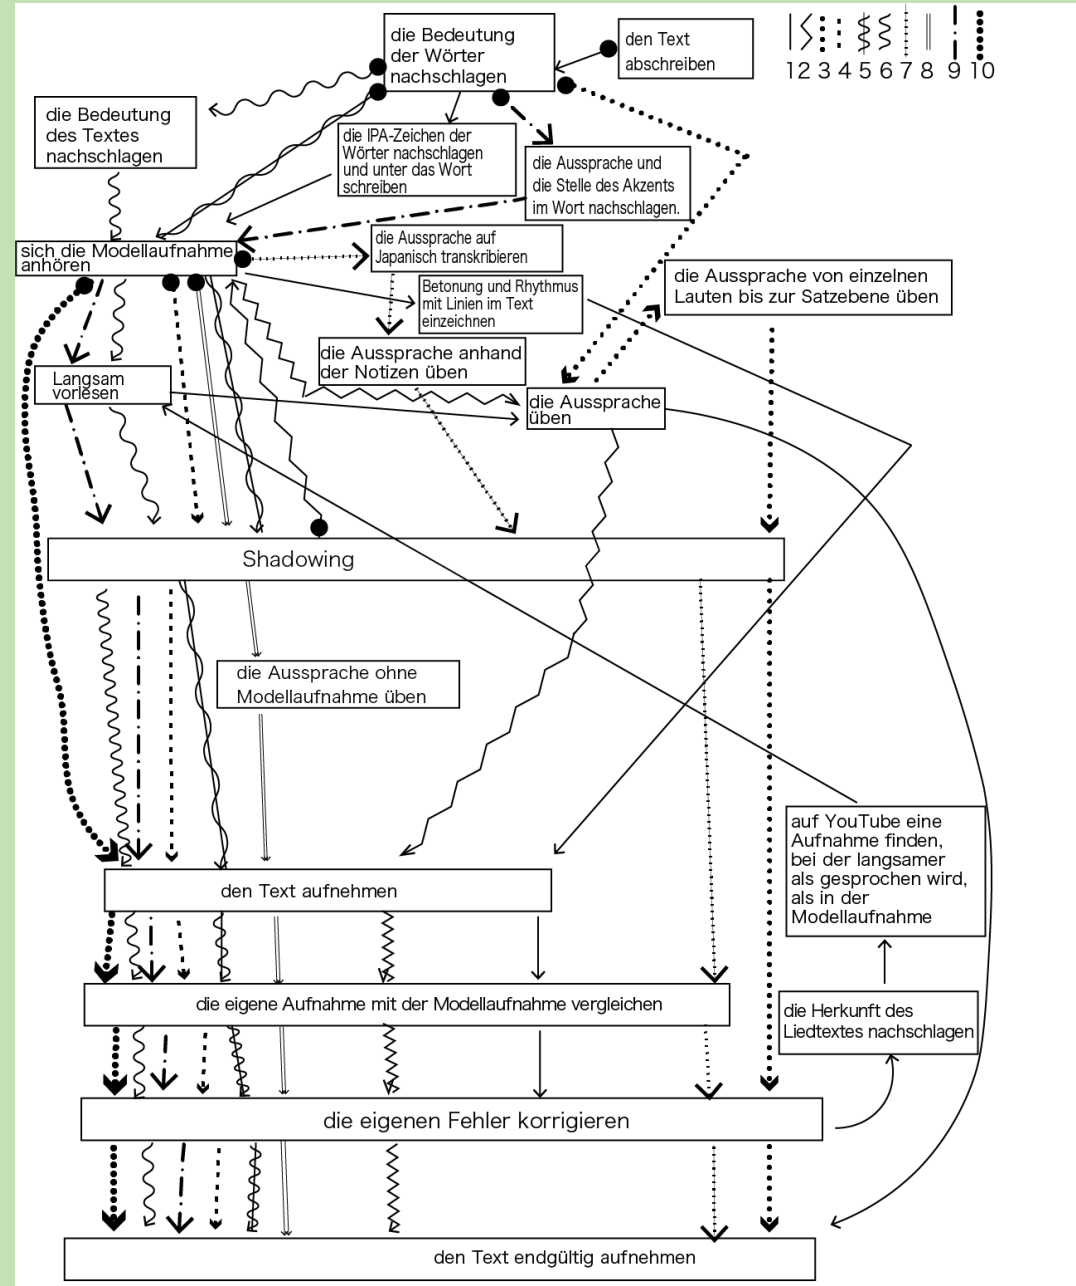 die Bedeutung
der Wörter
nachschlagen
den Text
abschreiben
12 3 4 5 6 7 8 9 10
die Bedeutung
des Textes
nachschlagen
die IPA-Zeichen der
Wörter nachschlagen
und unter das Wort
schreiben
die Aussprache und
die Stelle des Akzents
im Wort nachschlagen.
sich die Modellaufnahme
anhören
die Aussprache auf
Japanisch transkribieren
die Aussprache von einzelnen
Lauten bis zur Satzebene üben
Betonung und Rhythmus
mit Linien im Text
einzeichnen
die Aussprache anhand
der Notizen üben
Langsam
vorlesen
die Aussprache
üben
Shadowing
die Aussprache ohne
Modellaufnahme üben
auf YouTube eine
Aufnahme finden,
bei der langsamer
als gesprochen wird,
als in der
Modellaufnahme
den Text aufnehmen
die eigene Aufnahme mit der Modellaufnahme vergleichen
die Herkunft des
Liedtextes nachschlagen
die eigenen Fehler korrigieren
den Text endgültig aufnehmen